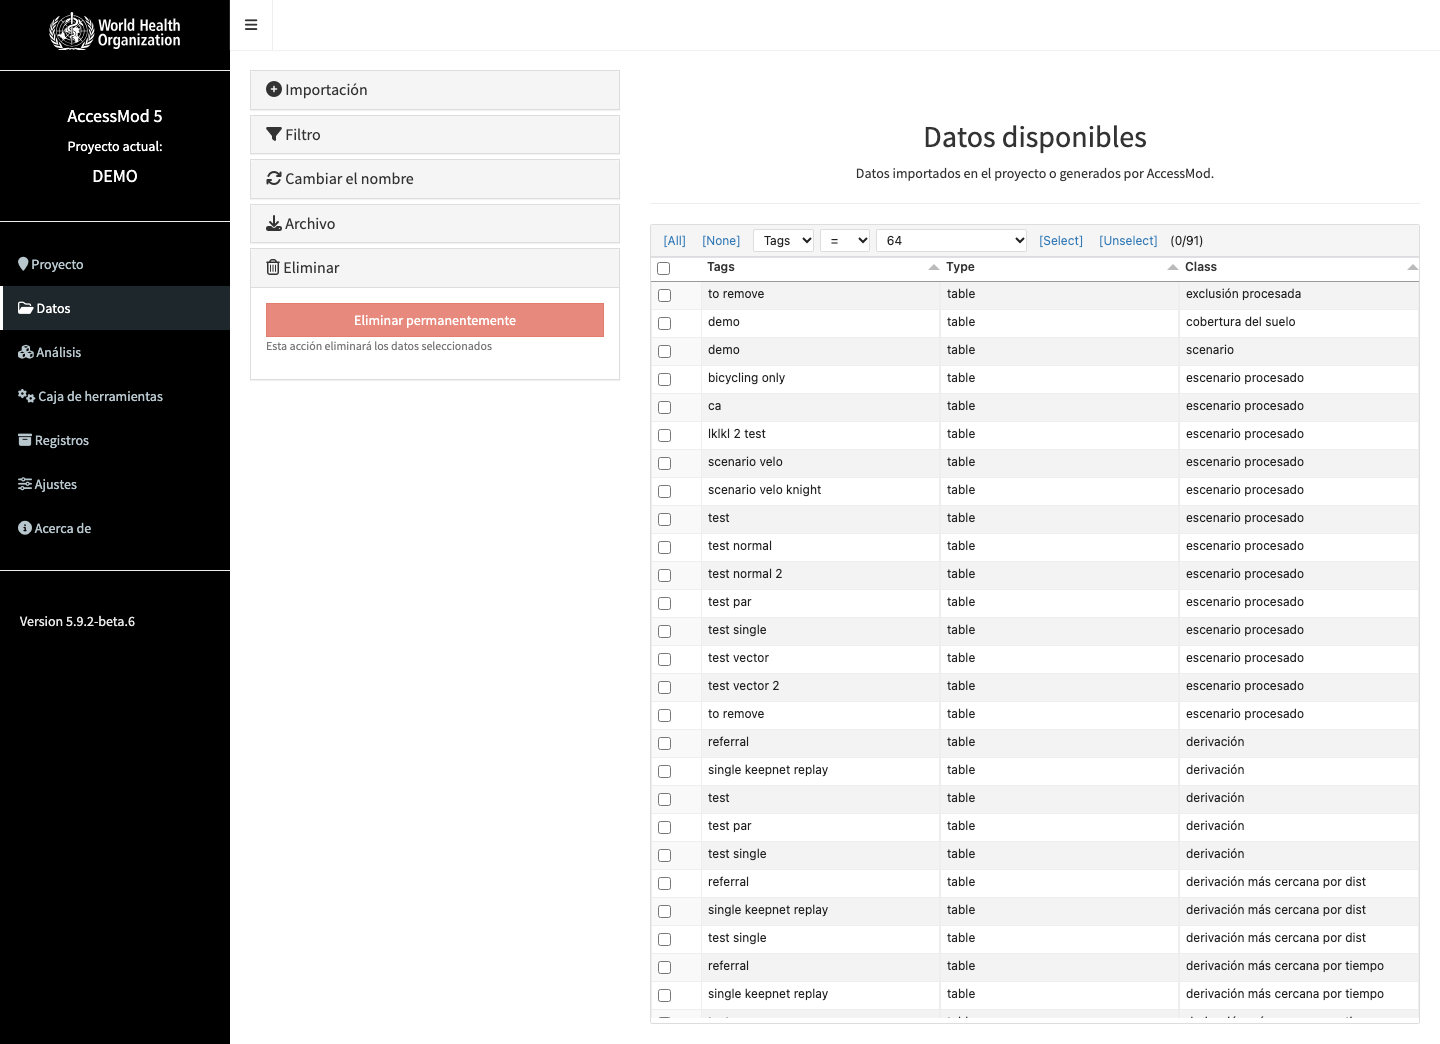 World Health
Organization
AccessMod 5
Proyecto actual:
DEMO
Proyecto
Datos
Análisis
Caja de herramientas
Registros
Ajustes
Acerca de
Version 5.9.2-beta.6
Importación
Filtro
Cambiar el nombre
Archivo
Eliminar
Eliminar permanentemente
Esta acción eliminará los datos seleccionados
Datos disponibles
Datos importados en el proyecto o generados por AccessMod.
[All] [None] Tags = 64 [Select] [Unselect] (0/91)
Tags Type Class
to remove table exclusión procesada
demo table cobertura del suelo
demo table scenario
bicycling only table escenario procesado
ca table escenario procesado
lklkl 2 test table escenario procesado
scenario velo table escenario procesado
scenario velo knight table escenario procesado
test table escenario procesado
test normal table escenario procesado
test normal 2 table escenario procesado
test par table escenario procesado
test single table escenario procesado
test vector table escenario procesado
test vector 2 table escenario procesado
to remove table escenario procesado
referral table derivación
single keepnet replay table derivación
test table derivación
test par table derivación
test single table derivación
referral table derivación más cercana por dist
single keepnet replay table derivación más cercana por dist
test single table derivación más cercana por dist
referral table derivación más cercana por tiempo
single keepnet replay table derivación más cercana por tiempo